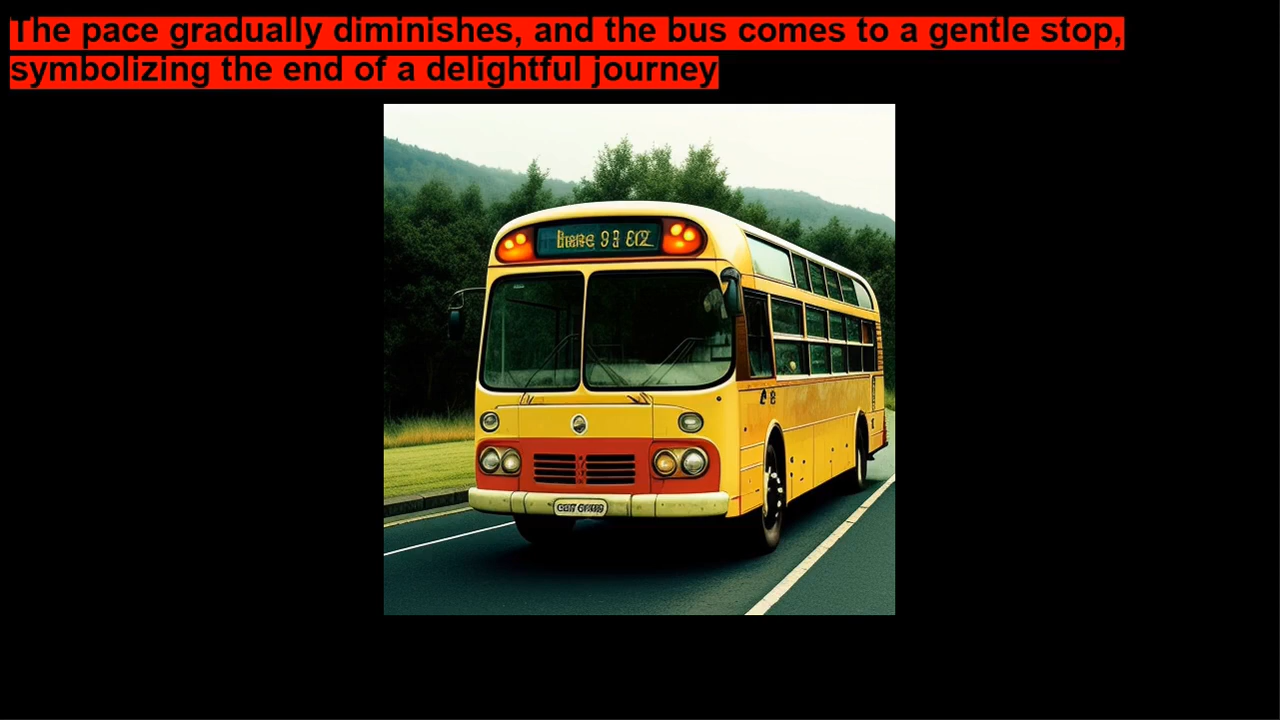 The pace gradually diminishes, and the bus comes to a gentle stop,
symbolizing the end of a delightful journey